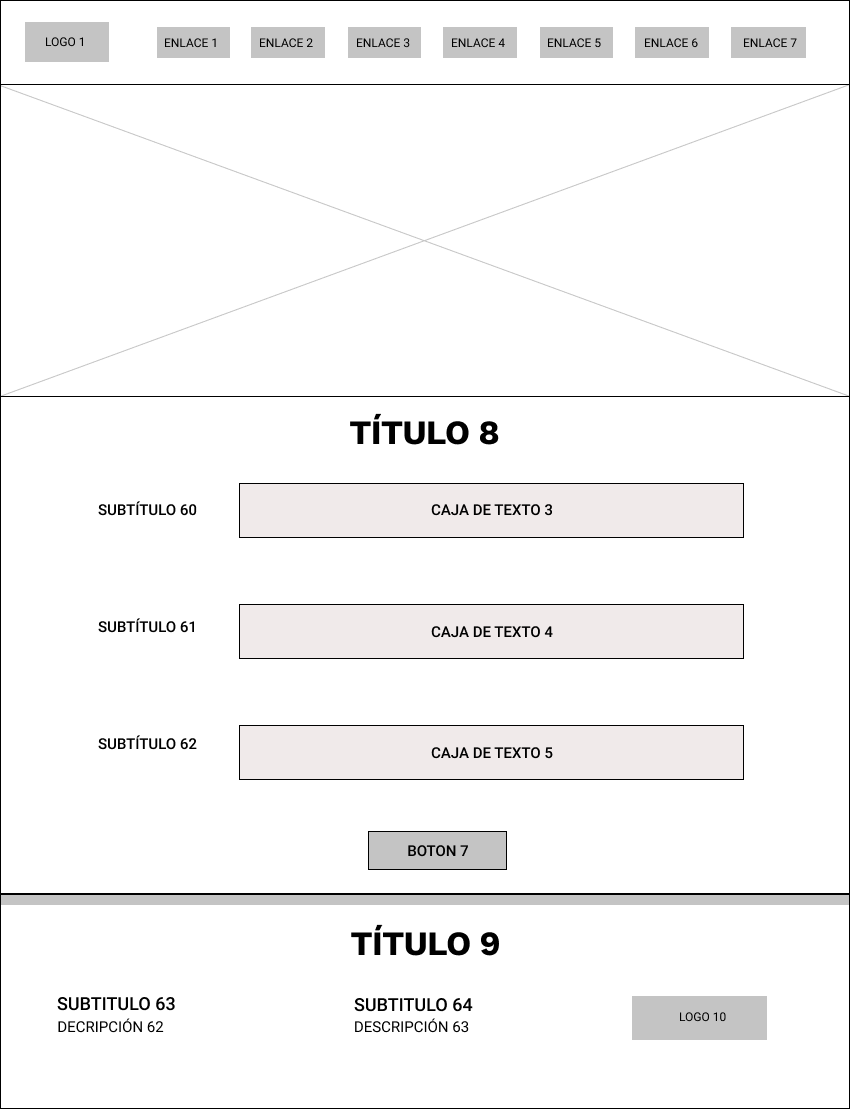 LOGO 1
ENLACE 1
ENLACE 2
ENLACE 3
ENLACE 4
ENLACE 5
ENLACE 6
ENLACE 7
TÍTULO 8
SUBTÍTULO 60
CAJA DE TEXTO 3
SUBTÍTULO 61
CAJA DE TEXTO 4
SUBTÍTULO 62
CAJA DE TEXTO 5
BOTON 7
TÍTULO 9
SUBTITULO 63
DECRIPCIÓN 62
SUBTITULO 64
DESCRIPCIÓN 63
LOGO 10